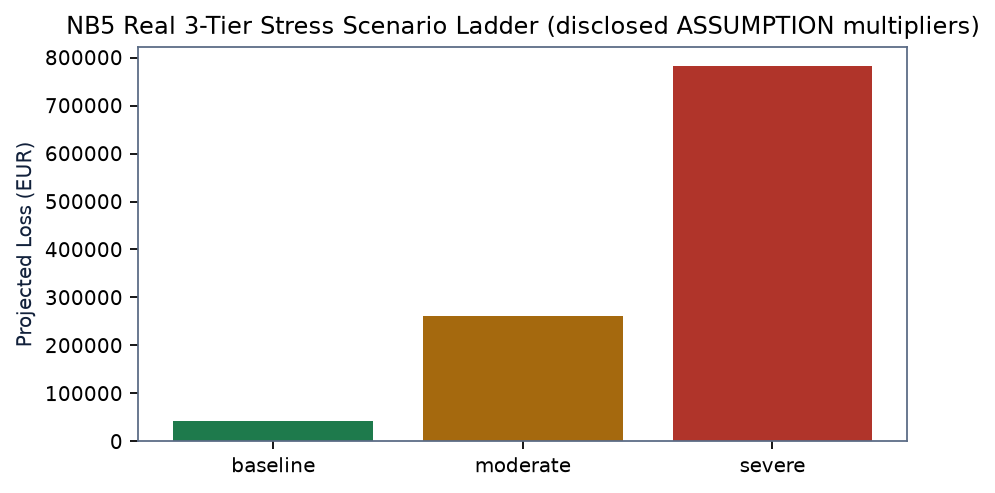 NB5 Real 3-Tier Stress Scenario Ladder (disclosed ASSUMPTION multipliers)
Projected Loss (EUR)
800000
700000
600000
500000
400000
300000
200000
100000
0
baseline
moderate
severe